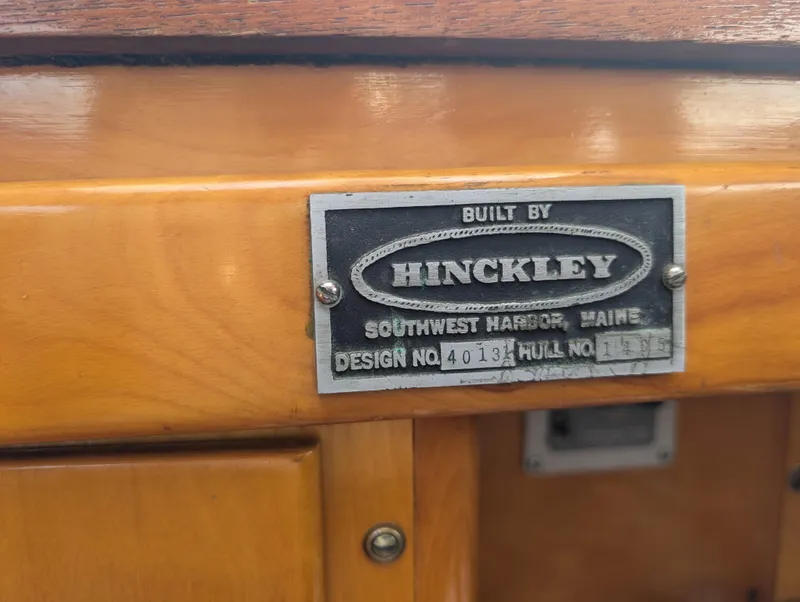 BUILT BY
HINCKLEY
SOUTHWEST HARBOR, MAINE
DESIGN NO. 4013 HULL NO.